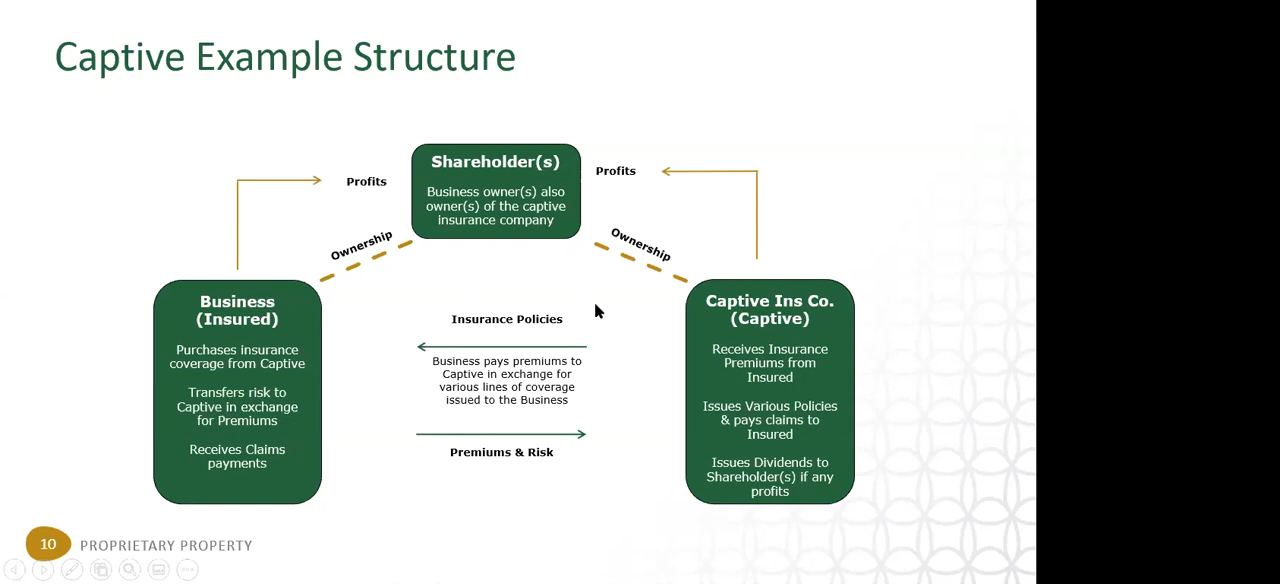 Captive Example Structure
Shareholder(s)
Business owner(s) also
owner(s) of the captive
insurance company
Profits
Profits
Ownership
Ownership
Business
(Insured)
Purchases insurance
coverage from Captive
Transfers risk to
Captive in exchange
for Premiums
Receives Claims
payments
Insurance Policies
Business pays premiums to
Captive in exchange for
various lines of coverage
issued to the Business
Premiums & Risk
Captive Ins Co.
(Captive)
Receives Insurance
Premiums from
Insured
Issues Various Policies
& pays claims to
Insured
Issues Dividends to
Shareholder(s) if any
profits
10
PROPRIETARY PROPERTY